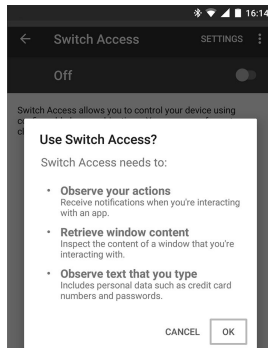 16:14
Switch Access SETTINGS
Off
Switch Access allows you to control your device using
Use Switch Access?
Switch Access needs to:
• Observe your actions
Receive notifications when you're interacting
with an app.
• Retrieve window content
Inspect the content of a window that you're
interacting with.
• Observe text that you type
Includes personal data such as credit card
numbers and passwords.
CANCEL OK